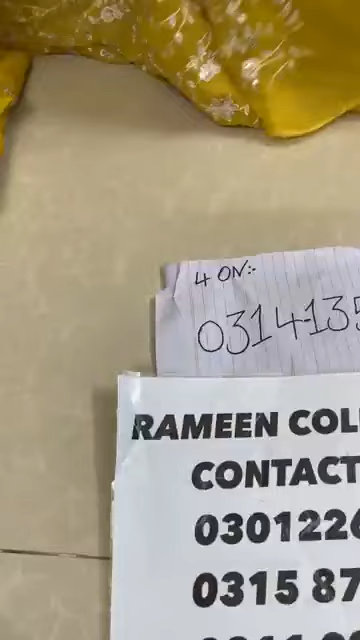 4 ON:-
0314135
RAMEEN COL
CONTACT
0301226
0315 87